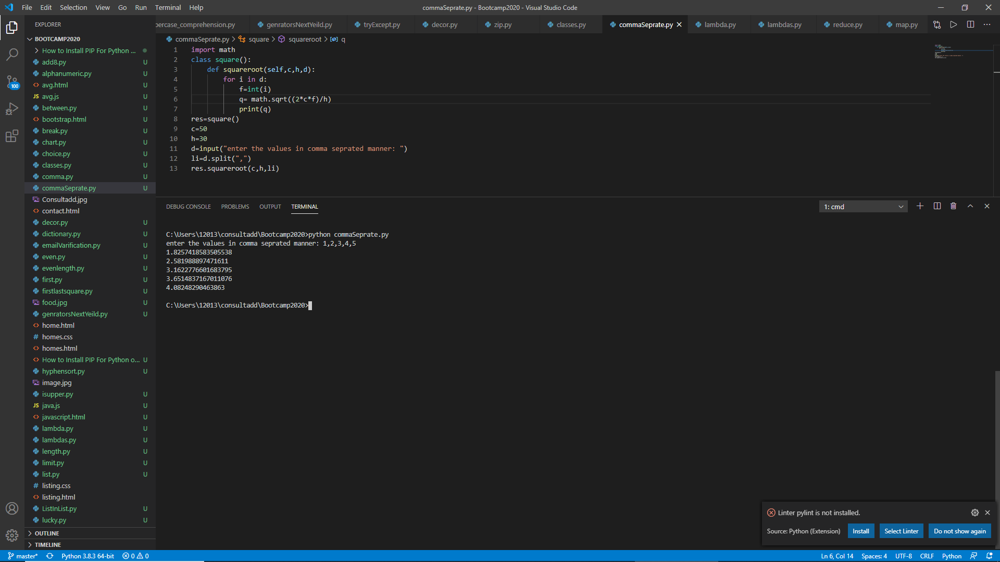 File Edit Selection View Go Run Terminal Help
commaSeprate.py - Bootcamp2020 - Visual Studio Code
EXPLORER
BOOTCAMP2020
How to Install PIP For Python ...
add8.py U
alphanumeric.py U
avg.html U
JS avg.js U
between.py U
bootstrap.html U
break.py U
chart.py U
choice.py U
classes.py U
comma.py U
commaSeprate.py U
Consultadd.jpg
contact.html
decor.py U
dictionary.py U
emailVarification.py U
even.py U
evenlength.py U
first.py U
firstlastsquare.py U
food.jpg U
genratorsNextYeild.py U
home.html
# homes.css
homes.html
How to Install PIP For Python o... U
hyphensort.py U
image.jpg
isupper.py U
JS java.js U
javascript.html U
lambda.py U
lambdas.py U
length.py U
limit.py U
list.py U
# listing.css
listing.html
ListInList.py U
lucky.py U
OUTLINE
TIMELINE
100
percase_comprehension.py genratorsNextYeild.py tryExcept.py decor.py zip.py classes.py commaSeprate.py lambda.py lambdas.py reduce.py map.py
commaSeprate.py > square > squareroot > q
1 import math
2 class square():
3 def squareroot(self,c,h,d):
4 for i in d:
5 f=int(i)
6 q= math.sqrt((2*c*f)/h)
7 print(q)
8 res=square()
9 c=50
10 h=30
11 d=input("enter the values in comma seprated manner: ")
12 li=d.split(",")
13 res.squareroot(c,h,li)
DEBUG CONSOLE PROBLEMS OUTPUT TERMINAL
1: cmd
C:\Users\12013\consultadd\Bootcamp2020>python commaSeprate.py
enter the values in comma seprated manner: 1,2,3,4,5
1.8257418583505538
2.581988897471611
3.1622776601683795
3.6514837167011076
4.08248290463863
C:\Users\12013\consultadd\Bootcamp2020>
Linter pylint is not installed.
Source: Python (Extension) Install Select Linter Do not show again
master* Python 3.8.3 64-bit 0 0
Ln 6, Col 14 Spaces: 4 UTF-8 CRLF Python